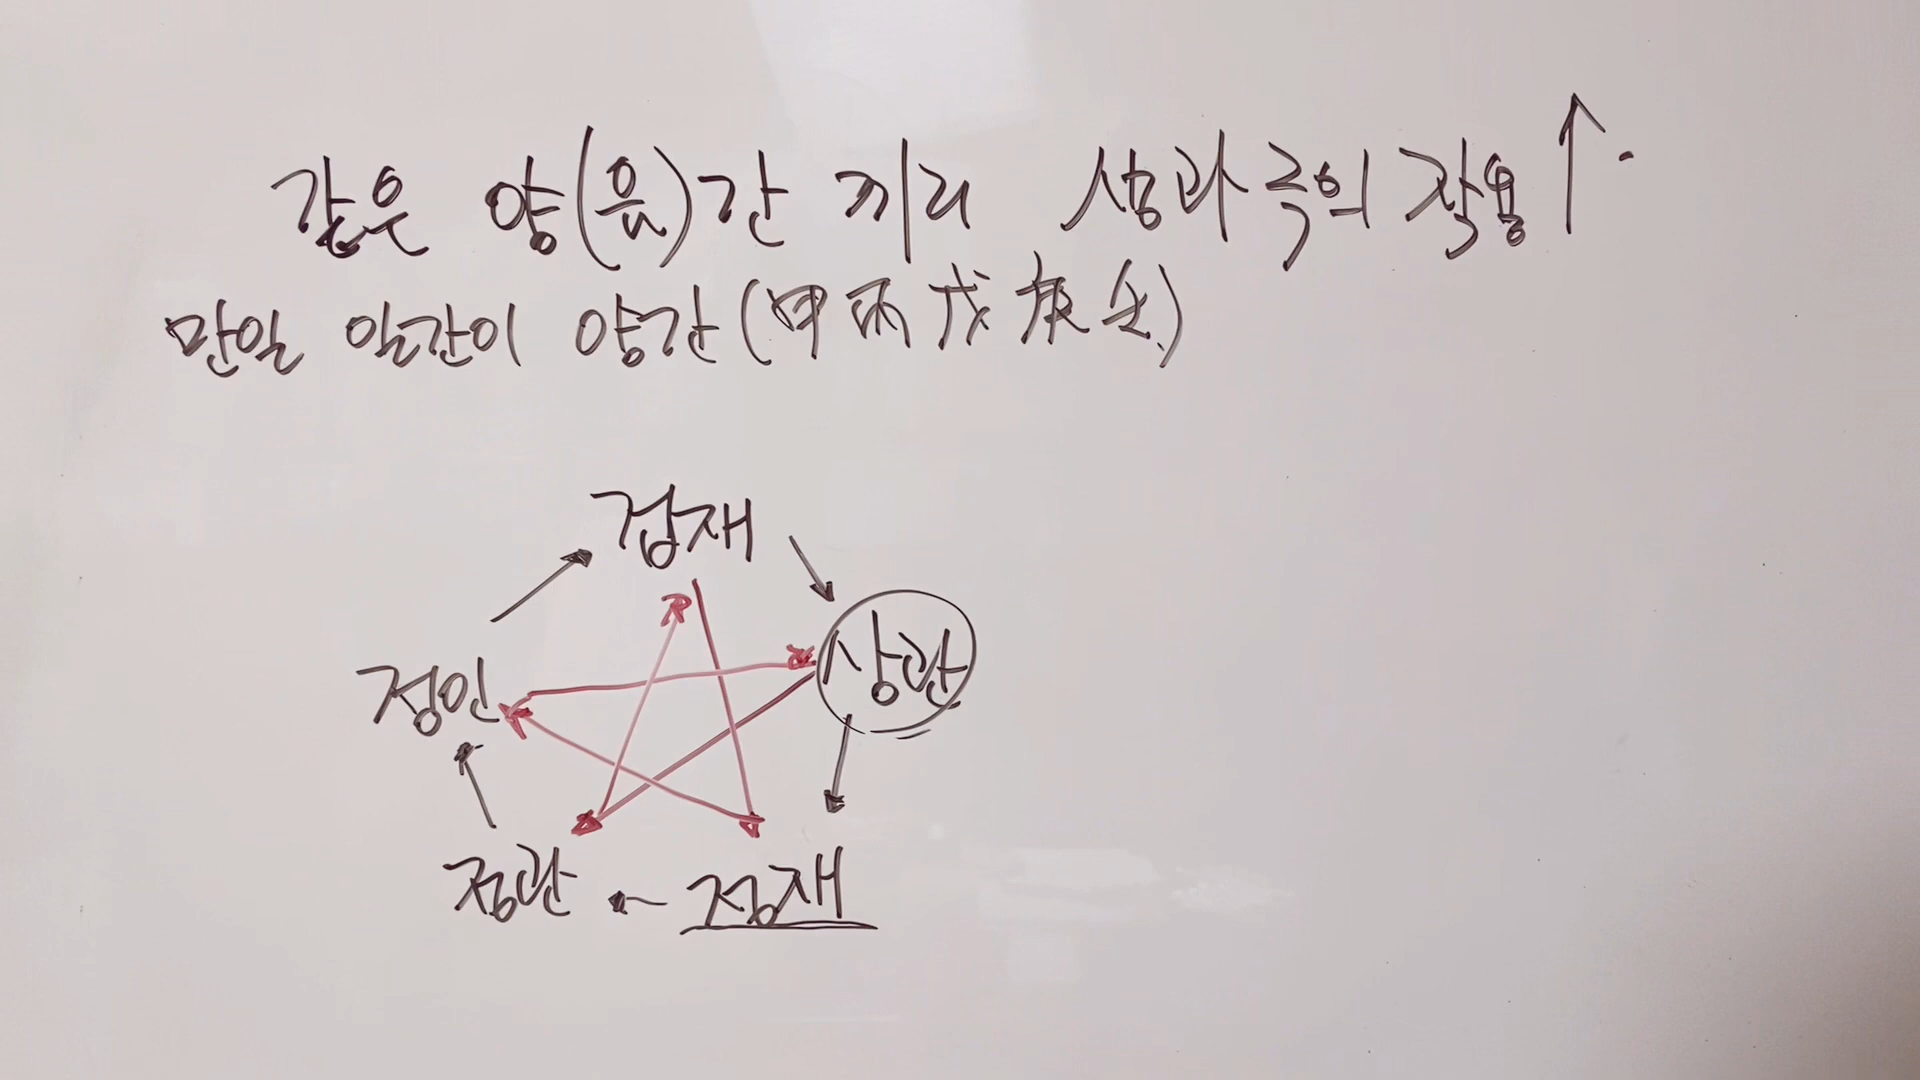 같은 양(음)간 끼리 생과 극의 작용↑.
만일 일간이 양간(甲丙戊庚壬)
겁재
상관
정인
정관 ← 정재